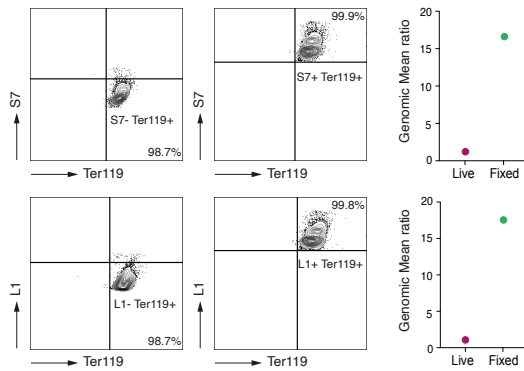 S7
S7- Ter119+
98.7%
Ter119
S7
99.9%
S7+ Ter119+
Ter119
Genomic Mean ratio
20
15
10
5
0
Live Fixed
L1
L1- Ter119+
98.7%
Ter119
L1
99.8%
L1+ Ter119+
Ter119
Genomic Mean ratio
20
15
10
5
0
Live Fixed